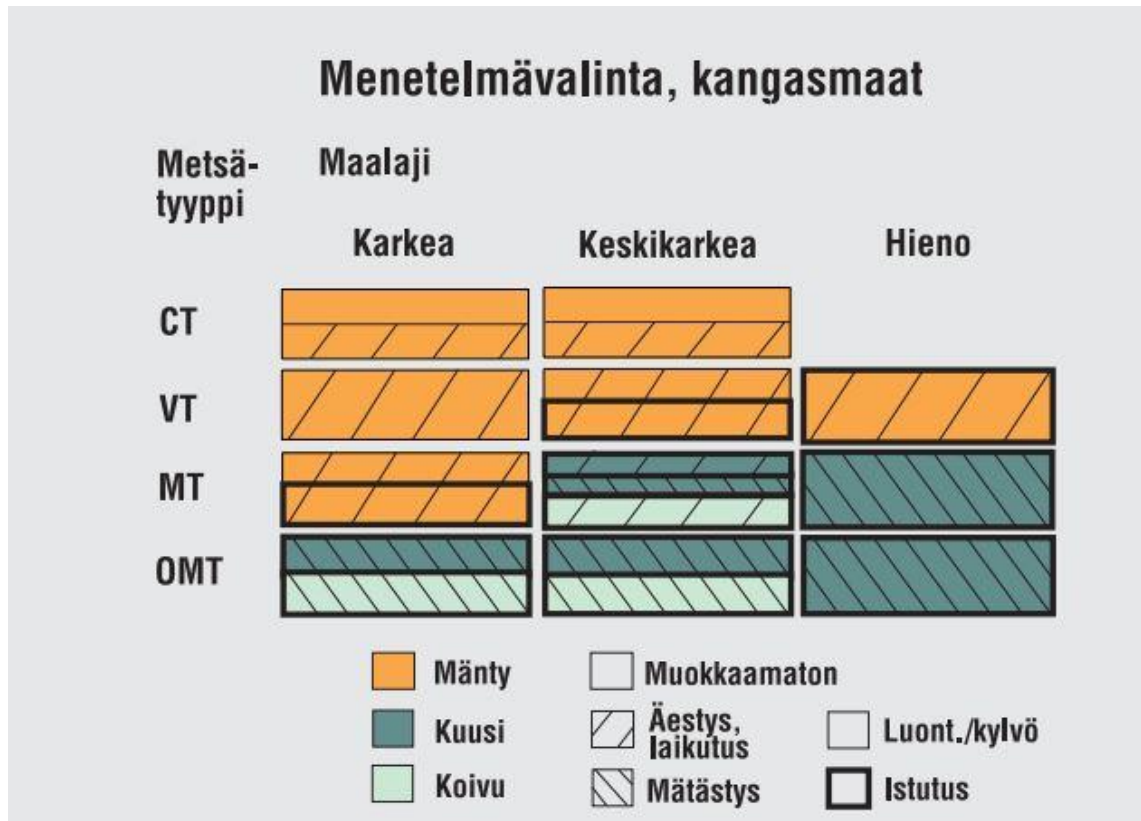 Menetelmävalinta, kangasmaat
Metsä-
tyyppi
Maalaji
Karkea
Keskikarkea
Hieno
CT
VT
MT
OMT
Mänty
Kuusi
Koivu
Muokkaamaton
Äestys,
laikutus
Mätästys
Luont./kylvö
Istutus